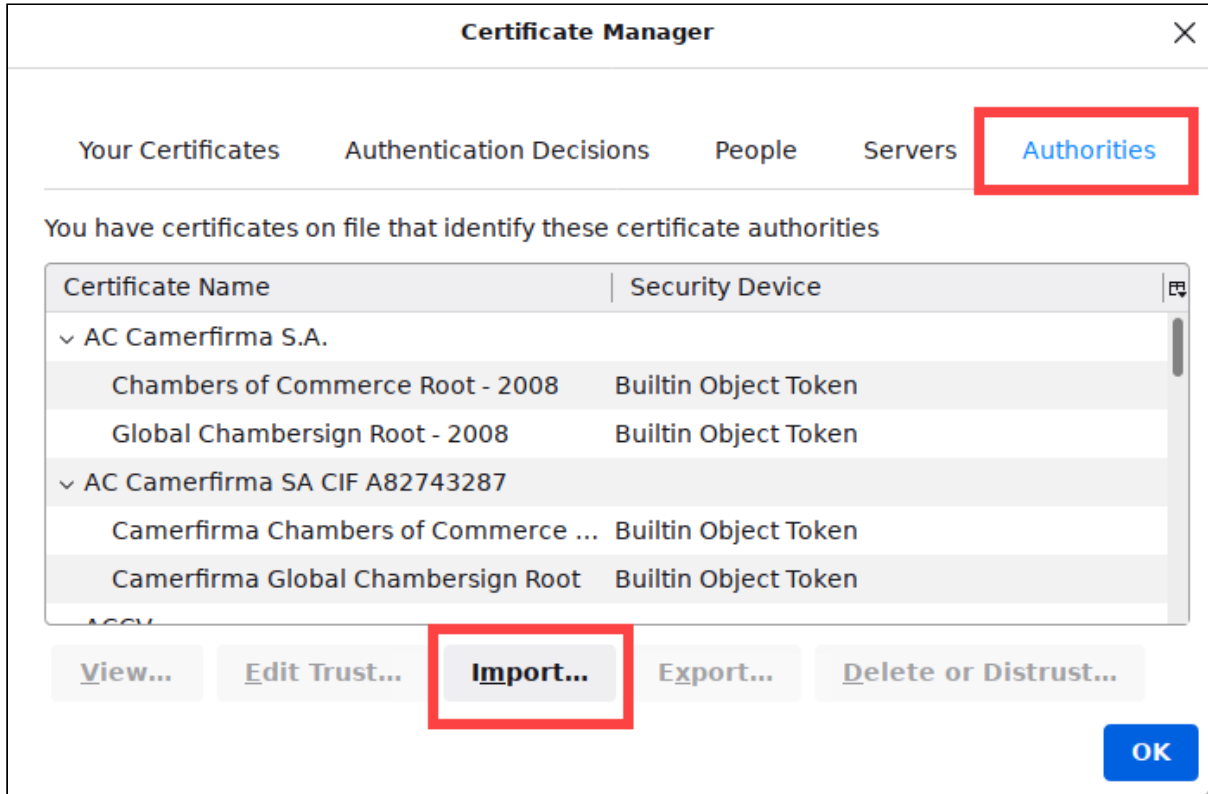 Certificate Manager
Your Certificates Authentication Decisions People Servers Authorities
You have certificates on file that identify these certificate authorities
Certificate Name Security Device
AC Camerfirma S.A.
Chambers of Commerce Root - 2008 Builtin Object Token
Global Chambersign Root - 2008 Builtin Object Token
AC Camerfirma SA CIF A82743287
Camerfirma Chambers of Commerce ... Builtin Object Token
Camerfirma Global Chambersign Root Builtin Object Token
ACCV
View... Edit Trust... Import... Export... Delete or Distrust...
OK